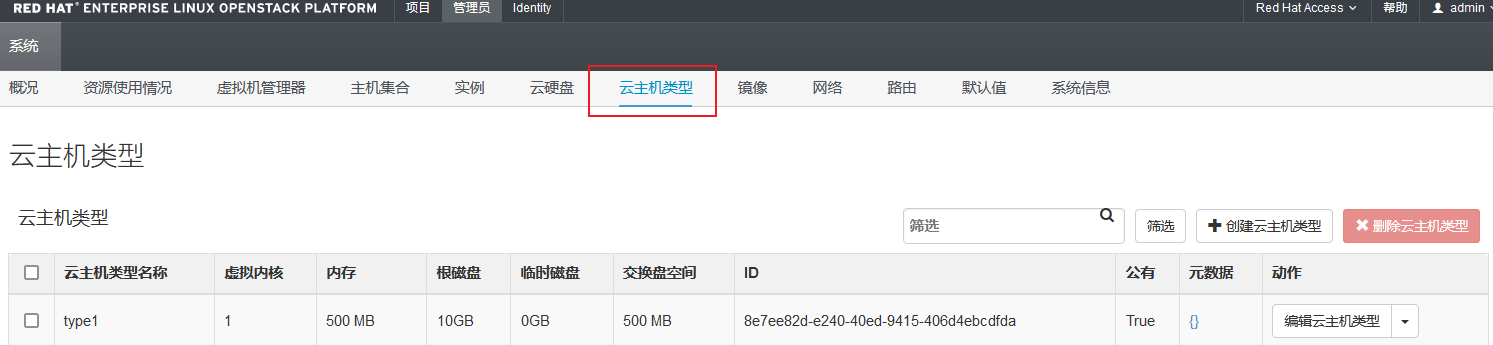 RED HAT® ENTERPRISE LINUX OPENSTACK PLATFORM 项目 管理员 Identity Red Hat Access 帮助 admin
系统
概况 资源使用情况 虚拟机管理器 主机集合 实例 云硬盘 云主机类型 镜像 网络 路由 默认值 系统信息
云主机类型
云主机类型 筛选 筛选 创建云主机类型 删除云主机类型
云主机类型名称 虚拟内核 内存 根磁盘 临时磁盘 交换盘空间 ID 公有 元数据 动作
type1 1 500 MB 10GB 0GB 500 MB 8e7ee82d-e240-40ed-9415-406d4ebcdfda True {} 编辑云主机类型